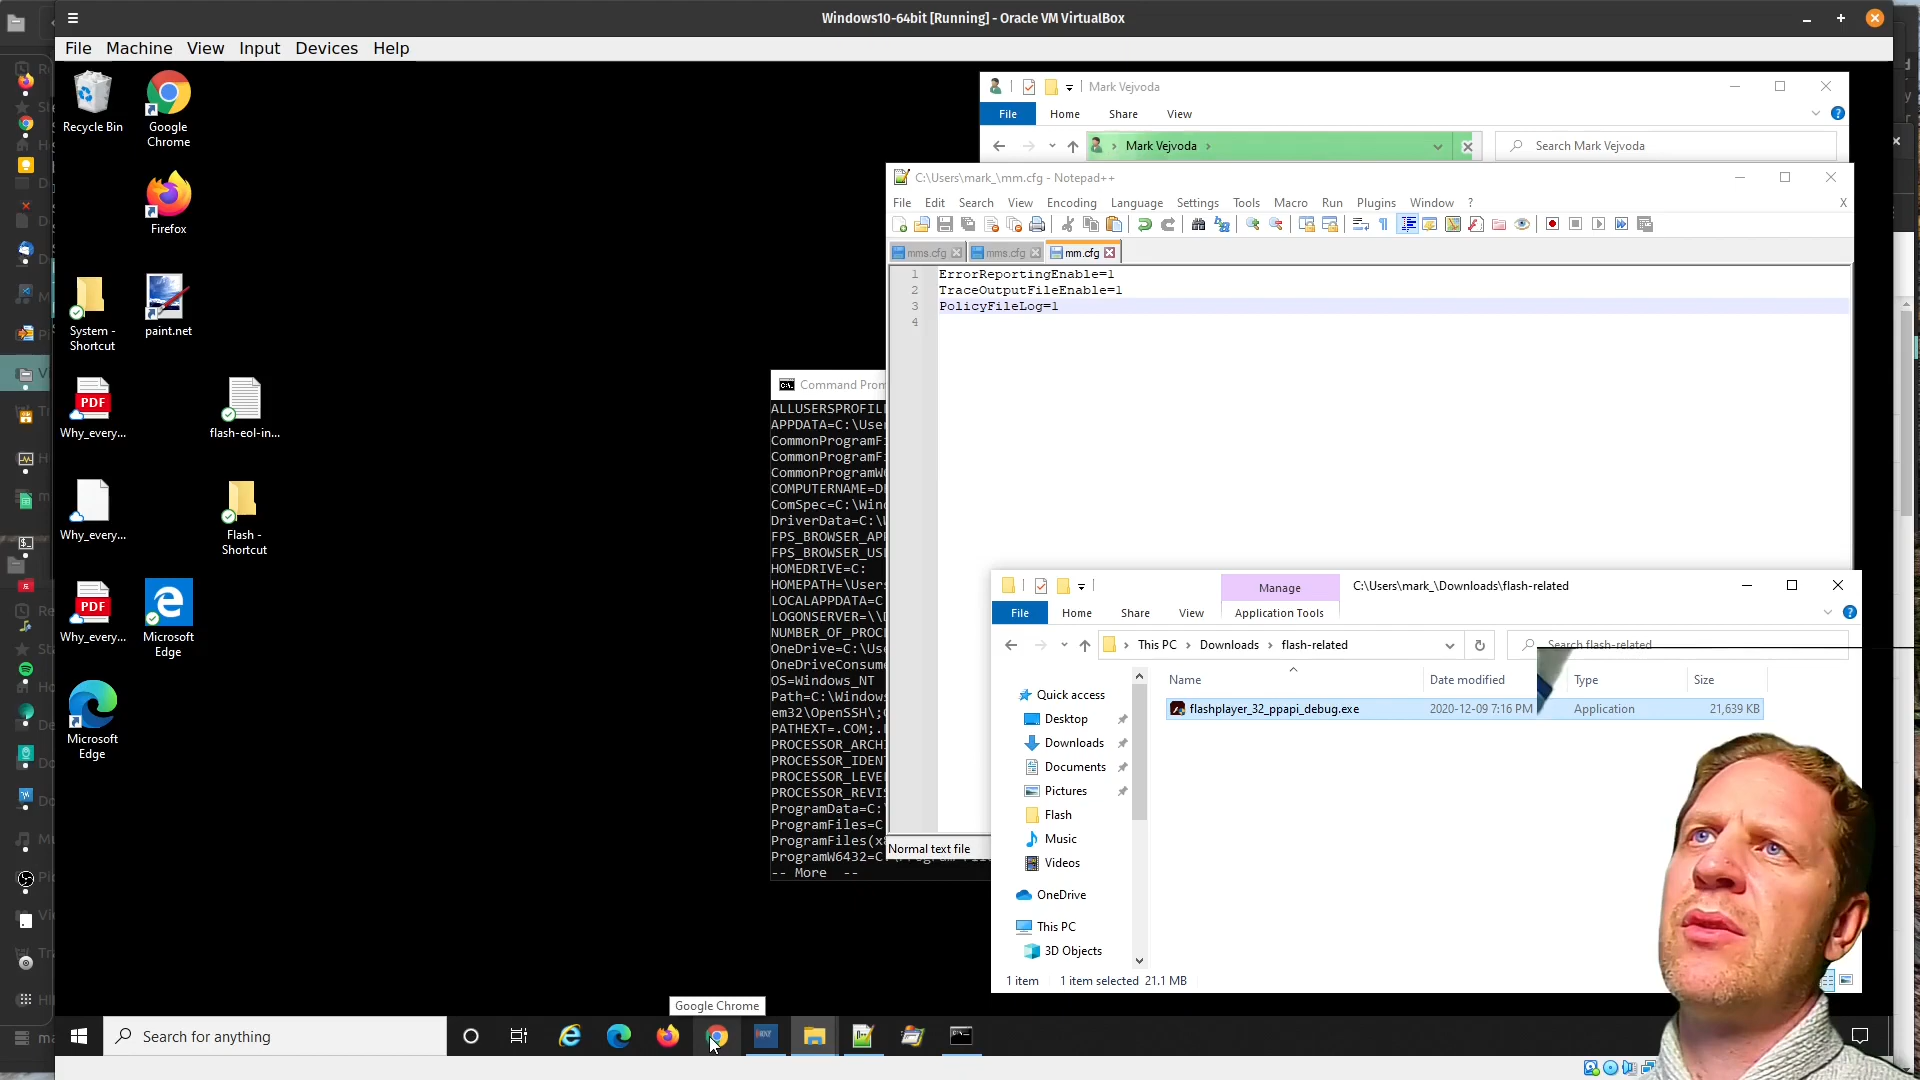 Windows10-64bit [Running] - Oracle VM VirtualBox
File Machine View Input Devices Help
Recycle Bin
Google Chrome
Firefox
System - Shortcut
paint.net
Why_every...
flash-eol-in...
Why_every...
Flash - Shortcut
Why_every...
Microsoft Edge
Microsoft Edge
PDF
PDF
Mark Vejvoda
File Home Share View
Mark Vejvoda
Search Mark Vejvoda
C:\Users\mark_\mm.cfg - Notepad++
File Edit Search View Encoding Language Settings Tools Macro Run Plugins Window ? X
mms.cfg mms.cfg mm.cfg
1 ErrorReportingEnable=1
2 TraceOutputFileEnable=1
3 PolicyFileLog=1
4
Normal text file
Command Prom
ALLUSERSPROFIL
APPDATA=C:\Use
CommonProgramF
CommonProgramF
CommonProgramW
COMPUTERNAME=D
ComSpec=C:\Win
DriverData=C:\
FPS_BROWSER_AP
FPS_BROWSER_US
HOMEDRIVE=C:
HOMEPATH=\User
LOCALAPPDATA=C
LOGONSERVER=\\
NUMBER_OF_PROC
OneDrive=C:\Us
OneDriveConsum
OS=Windows_NT
Path=C:\Window
em32\OpenSSH\;
PATHEXT=.COM;.
PROCESSOR_ARCH
PROCESSOR_IDEN
PROCESSOR_LEVE
PROCESSOR_REVI
ProgramData=C:
ProgramFiles=C
ProgramFiles(x
ProgramW6432=C
-- More --
Manage
C:\Users\mark_\Downloads\flash-related
File Home Share View Application Tools
This PC Downloads flash-related
Search flash-related
Name Date modified Type Size
flashplayer_32_ppapi_debug.exe 2020-12-09 7:16 PM Application 21,639 KB
Quick access
Desktop
Downloads
Documents
Pictures
Flash
Music
Videos
OneDrive
This PC
3D Objects
1 item 1 item selected 21.1 MB
Google Chrome
Search for anything